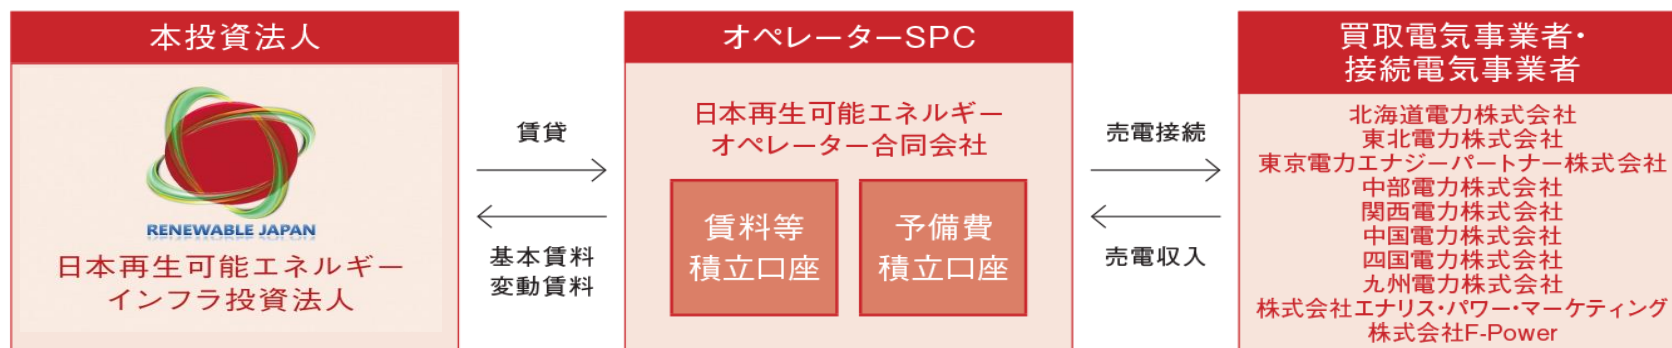 本投資法人
RENEWABLE JAPAN
日本再生可能エネルギー
インフラ投資法人
賃貸
基本賃料
変動賃料
オペレーターSPC
日本再生可能エネルギー
オペレーター合同会社
賃料等
積立口座
予備費
積立口座
売電接続
売電収入
買取電気事業者・
接続電気事業者
北海道電力株式会社
東北電力株式会社
東京電力エナジーパートナー株式会社
中部電力株式会社
関西電力株式会社
中国電力株式会社
四国電力株式会社
九州電力株式会社
株式会社エナリス・パワー・マーケティング
株式会社F-Power